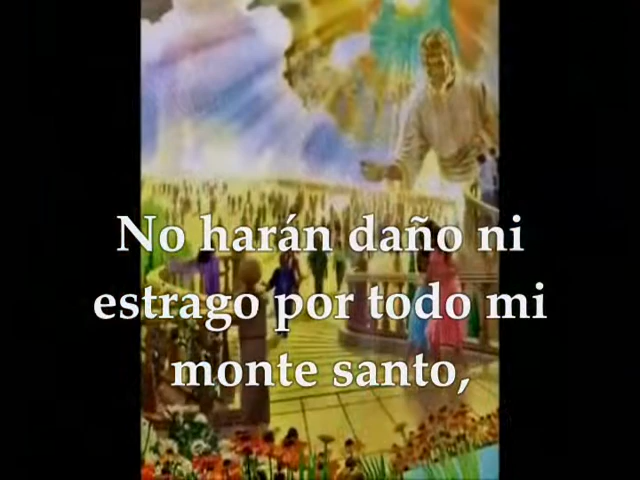 No harán daño ni
estrago por todo mi
monte santo,